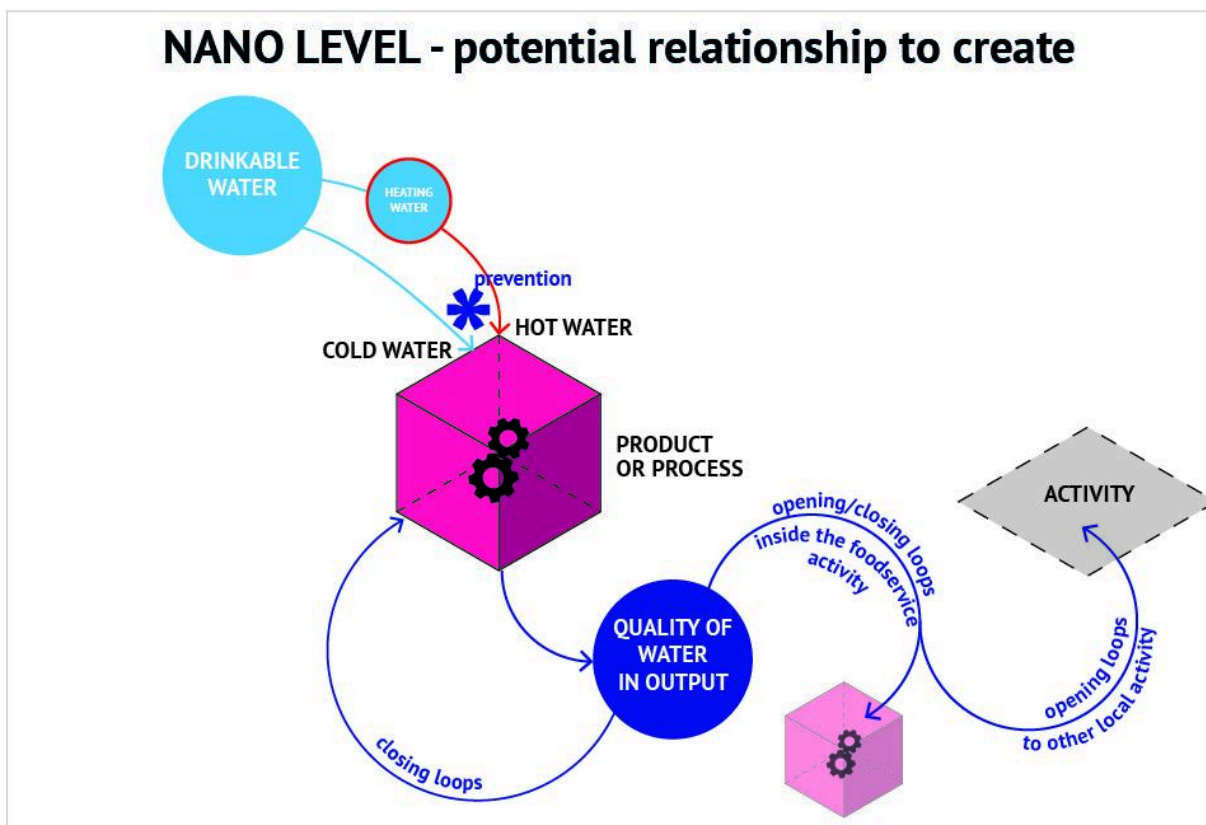 NANO LEVEL - potential relationship to create
DRINKABLE
WATER
HEATING
WATER
prevention
HOT WATER
COLD WATER
PRODUCT
OR PROCESS
opening/closing loops
inside the foodservice
activity
ACTIVITY
QUALITY OF
WATER
IN OUTPUT
opening loops
to other local activity
closing loops